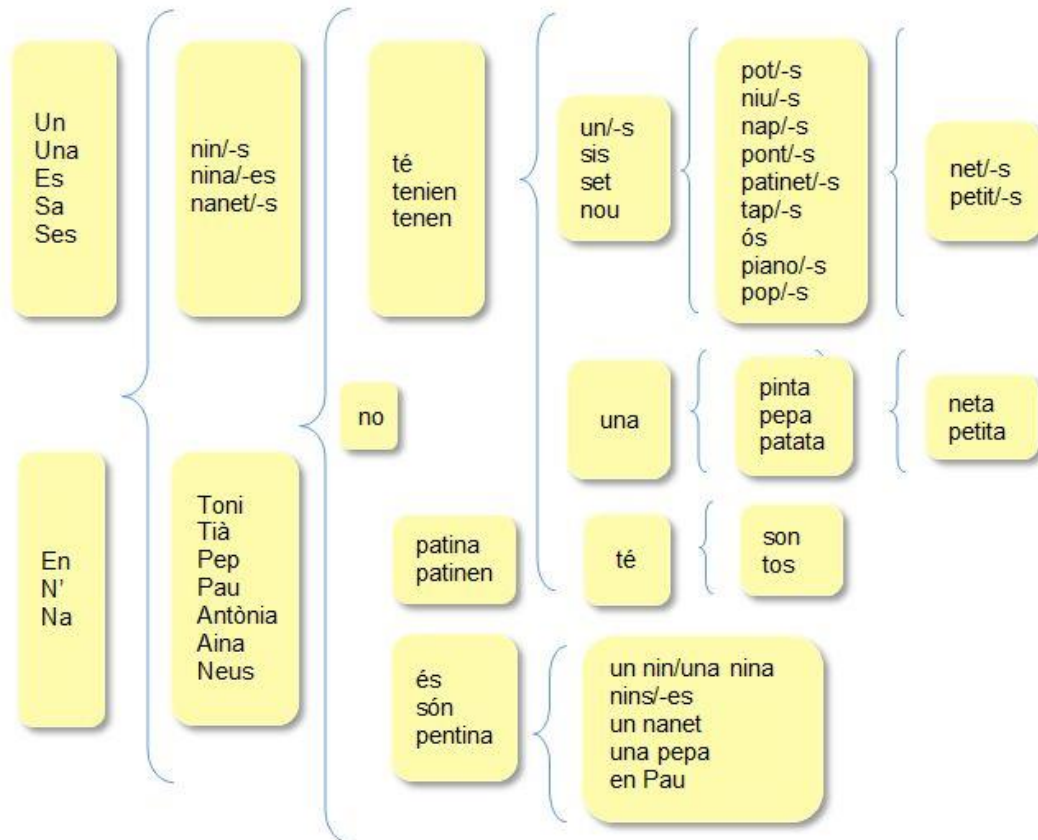 Un
Una
Es
Sa
Ses
nin/-s
nina/-es
nanet/-s
té
tenien
tenen
un/-s
sis
set
nou
pot/-s
niu/-s
nap/-s
pont/-s
patinet/-s
tap/-s
ós
piano/-s
pop/-s
net/-s
petit/-s
no
una
pinta
pepa
patata
neta
petita
En
N'
Na
Toni
Tià
Pep
Pau
Antònia
Aina
Neus
patina
patinen
té
son
tos
és
són
pentina
un nin/una nina
nins/-es
un nanet
una pepa
en Pau